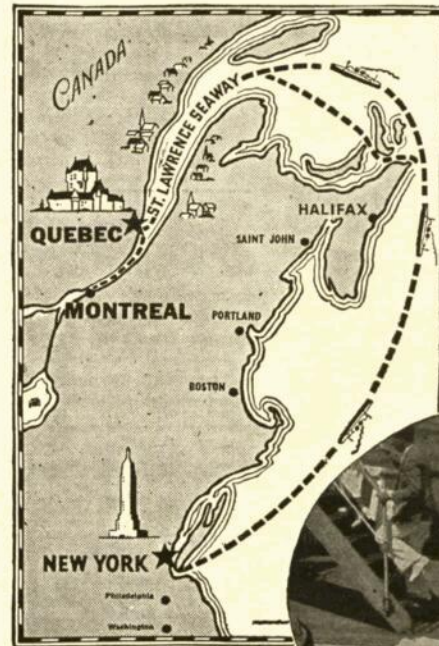 CANADA
ST. LAWRENCE SEAWAY
QUEBEC
HALIFAX
SAINT JOHN
MONTREAL
PORTLAND
BOSTON
NEW YORK
Philadelphia
Washington